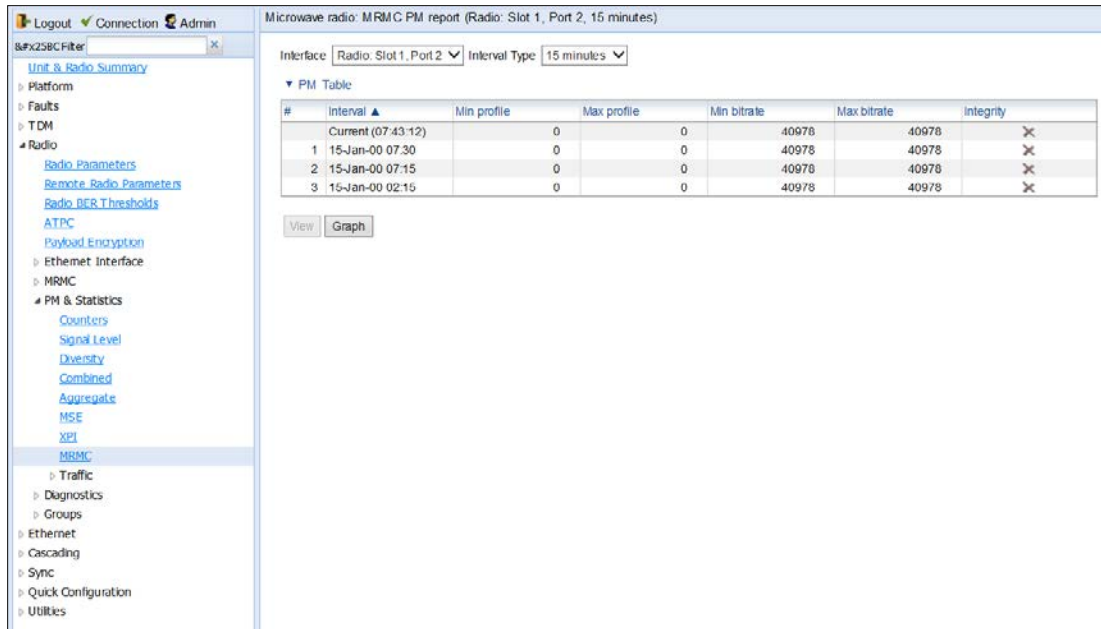 Logout Connection Admin
&#x25BCFilter
Unit & Radio Summary
Platform
Faults
TDM
Radio
Radio Parameters
Remote Radio Parameters
Radio BER Thresholds
ATPC
Payload Encryption
Ethernet Interface
MRMC
PM & Statistics
Counters
Signal Level
Diversity
Combined
Aggregate
MSE
XPI
MRMC
Traffic
Diagnostics
Groups
Ethernet
Cascading
Sync
Quick Configuration
Utilities
Microwave radio: MRMC PM report (Radio: Slot 1, Port 2, 15 minutes)
Interface Radio: Slot 1, Port 2 Interval Type 15 minutes
▼ PM Table
# Interval ▲ Min profile Max profile Min bitrate Max bitrate Integrity
Current (07:43:12) 0 0 40978 40978
1 15-Jan-00 07:30 0 0 40978 40978
2 15-Jan-00 07:15 0 0 40978 40978
3 15-Jan-00 02:15 0 0 40978 40978
View Graph